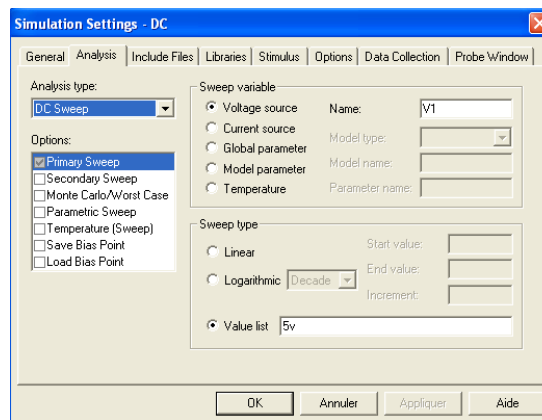 Simulation Settings - DC
General Analysis Include Files Libraries Stimulus Options Data Collection Probe Window
Analysis type:
DC Sweep
Options:
Primary Sweep
Secondary Sweep
Monte Carlo/Worst Case
Parametric Sweep
Temperature (Sweep)
Save Bias Point
Load Bias Point
Sweep variable
Voltage source Name: V1
Current source Model type:
Global parameter
Model parameter Model name:
Temperature Parameter name:
Sweep type
Linear Start value:
Logarithmic Decade End value:
Increment:
Value list 5v
OK Annuler Appliquer Aide